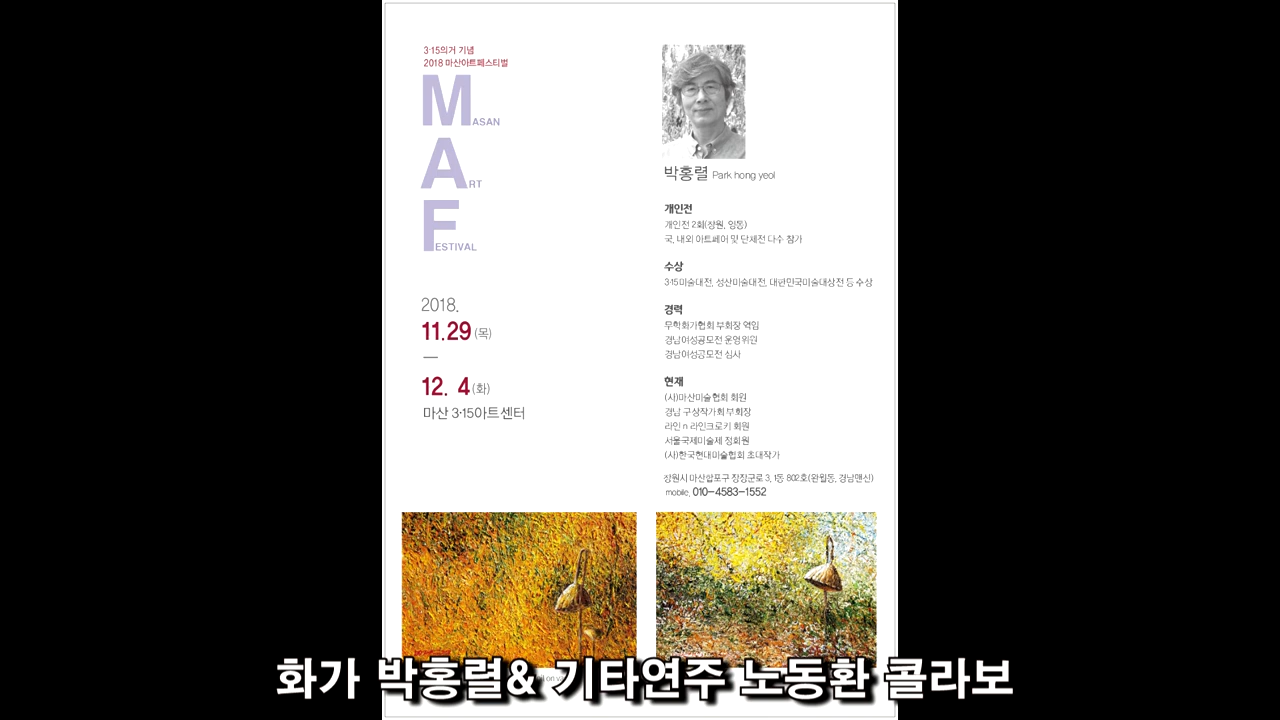 3·15의거 기념
2018 마산아트페스티벌
MASAN
ART
FESTIVAL
2018.
11.29 (목)
—
12. 4 (화)
마산 3·15아트센터
박홍렬 Park hong yeol
개인전
개인전 2회(창원, 영동)
국, 내외 아트페어 및 단체전 다수 참가
수상
3·15미술대전, 성산미술대전, 대한민국미술대상전 등 수상
경력
무학화가협회 부회장 역임
경남여성공모전 운영위원
경남여성공모전 심사
현재
(사)마산미술협회 회원
경남 구상작가회 부회장
라인 n 라인크로키 회원
서울국제미술제 정회원
(사)한국현대미술협회 초대작가
창원시 마산합포구 장장군로 3, 1동 802호(완월동, 경남맨션)
mobile. 010-4583-1552
화가 박홍렬& 기타연주 노동환 콜라보